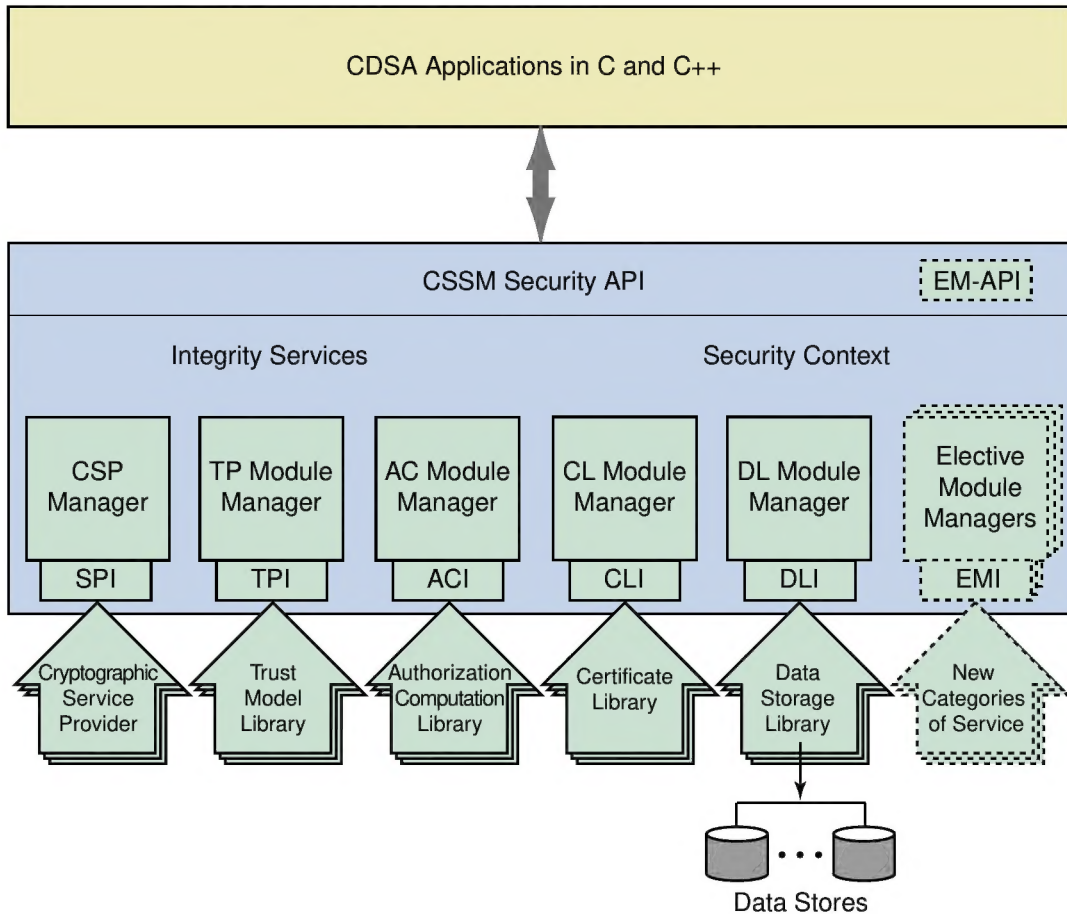 CDSA Applications in C and C++
CSSM Security API
EM-API
Integrity Services
Security Context
CSP
Manager
TP Module
Manager
AC Module
Manager
CL Module
Manager
DL Module
Manager
Elective
Module
Managers
SPI
TPI
ACI
CLI
DLI
EMI
Cryptographic
Service
Provider
Trust
Model
Library
Authorization
Computation
Library
Certificate
Library
Data
Storage
Library
New
Categories
of Service
Data Stores